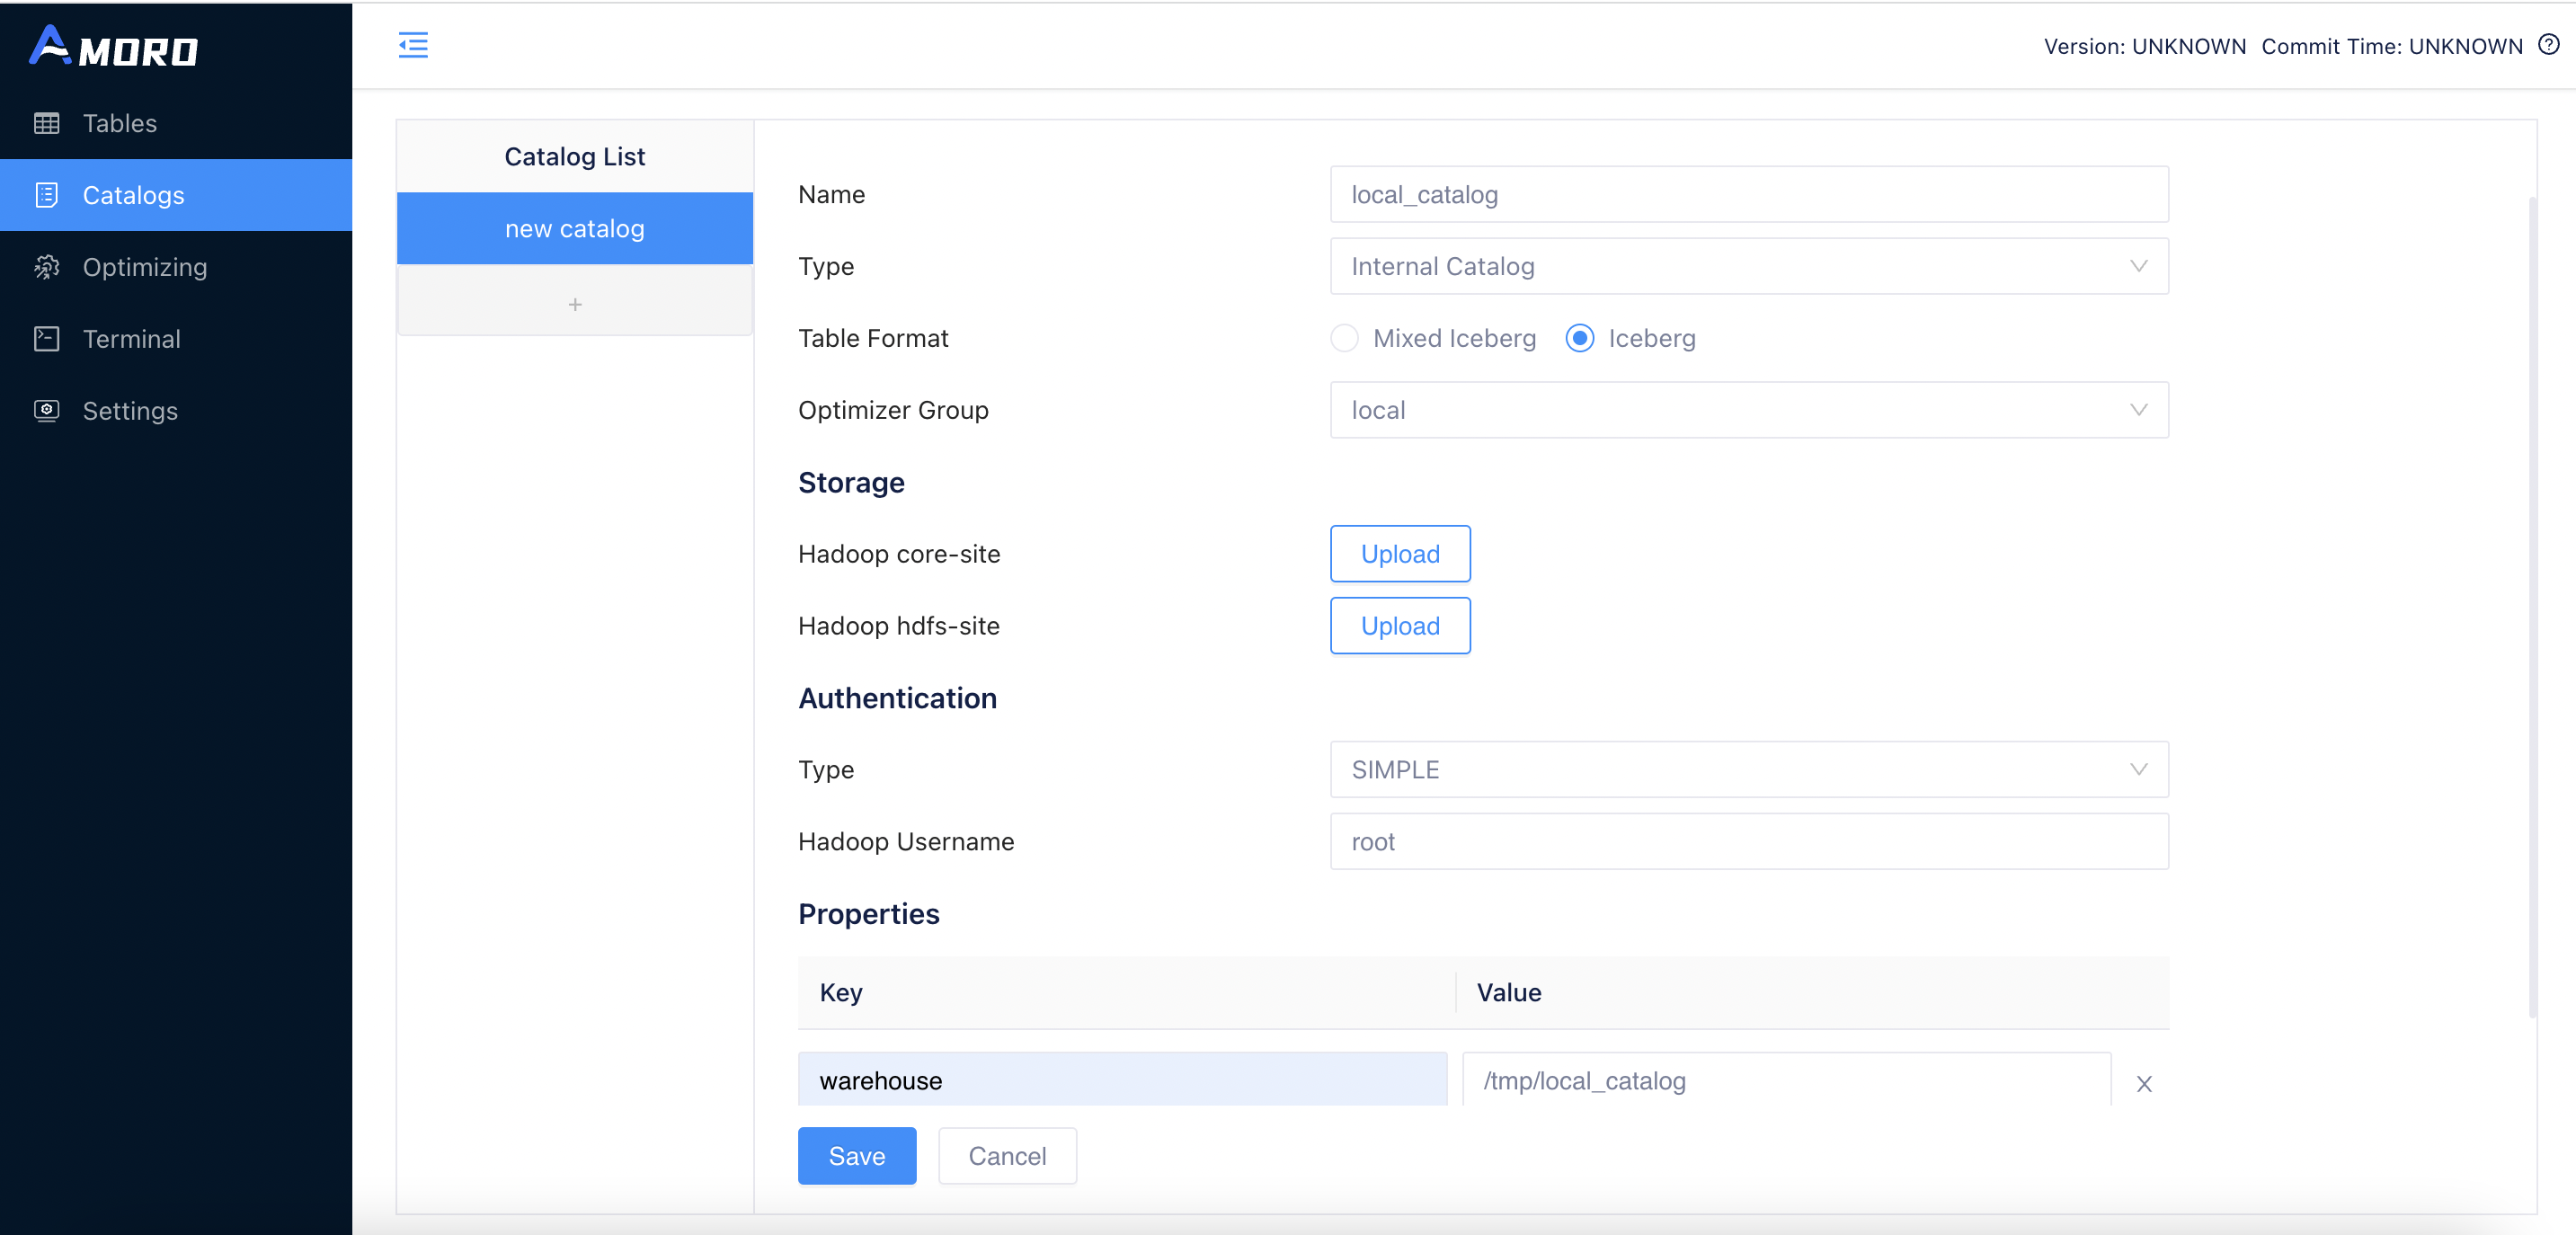 AMORO
Version: UNKNOWN Commit Time: UNKNOWN
Tables
Catalogs
Optimizing
Terminal
Settings
Catalog List
new catalog
+
Name local_catalog
Type Internal Catalog
Table Format Mixed Iceberg Iceberg
Optimizer Group local
Storage
Hadoop core-site Upload
Hadoop hdfs-site Upload
Authentication
Type SIMPLE
Hadoop Username root
Properties
Key Value
warehouse /tmp/local_catalog
Save Cancel